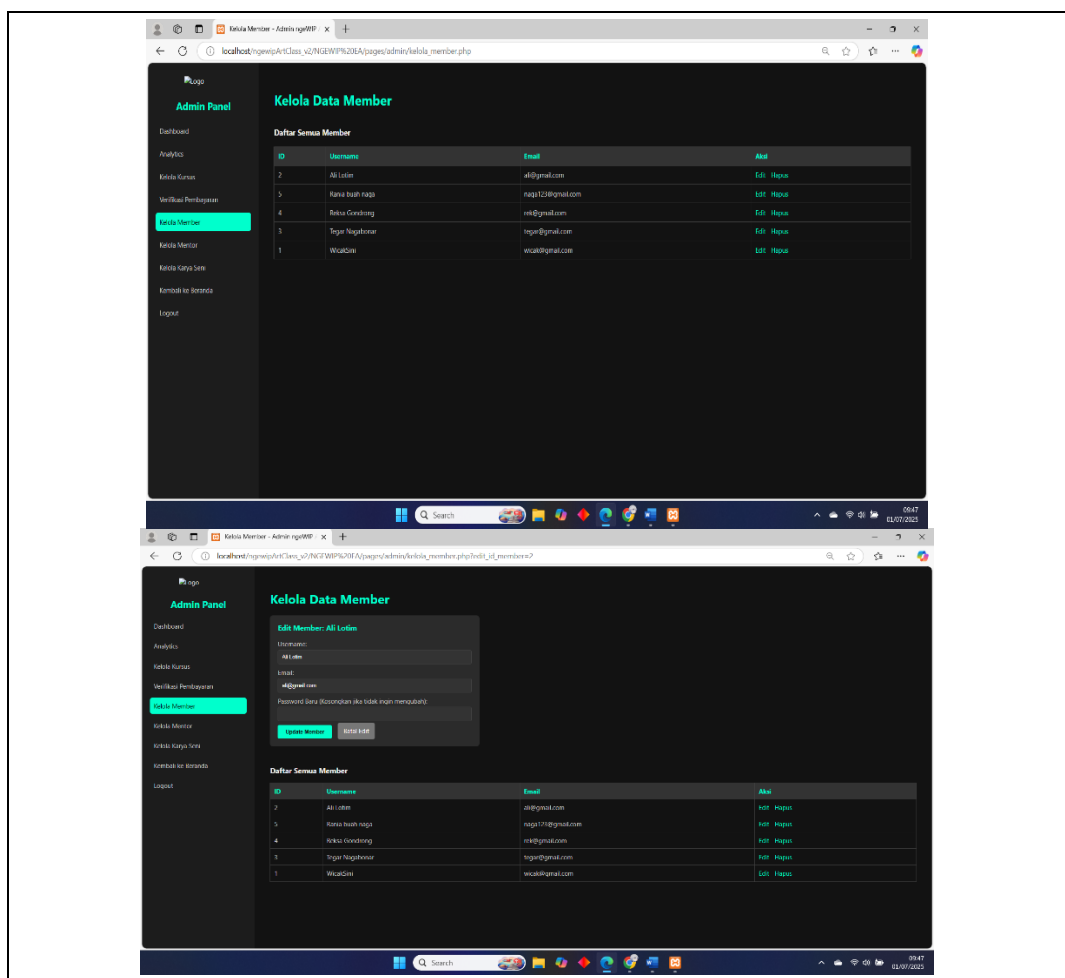 Kelola Member - Admin ngeWIP /
localhost/ngewipArtClass_v2/NGEWIP%20EA/pages/admin/kelola_member.php
Logo
Admin Panel
Dashboard
Analytics
Kelola Kursus
Verifikasi Pembayaran
Kelola Member
Kelola Mentor
Kelola Karya Seni
Kembali ke Beranda
Logout
Kelola Data Member
Daftar Semua Member
ID Username Email Aksi
2 Ali Lotim ali@gmail.com Edit Hapus
5 Rania buah naga naga123@gmail.com Edit Hapus
4 Reksa Gondrong rek@gmail.com Edit Hapus
3 Tegar Nagabonar tegar@gmail.com Edit Hapus
1 WicakSini wicak@gmail.com Edit Hapus
Search
09:47
01/07/2025
Kelola Member - Admin ngeWIP /
localhost/ngewipArtClass_v2/NGEWIP%20EA/pages/admin/kelola_member.php?edit_id_member=2
Logo
Admin Panel
Dashboard
Analytics
Kelola Kursus
Verifikasi Pembayaran
Kelola Member
Kelola Mentor
Kelola Karya Seni
Kembali ke Beranda
Logout
Kelola Data Member
Edit Member: Ali Lotim
Username:
Ali Lotim
Email:
ali@gmail.com
Password Baru (Kosongkan jika tidak ingin mengubah):
Update Member Batal Edit
Daftar Semua Member
ID Username Email Aksi
2 Ali Lotim ali@gmail.com Edit Hapus
5 Rania buah naga naga123@gmail.com Edit Hapus
4 Reksa Gondrong rek@gmail.com Edit Hapus
3 Tegar Nagabonar tegar@gmail.com Edit Hapus
1 WicakSini wicak@gmail.com Edit Hapus
Search
09:47
01/07/2025